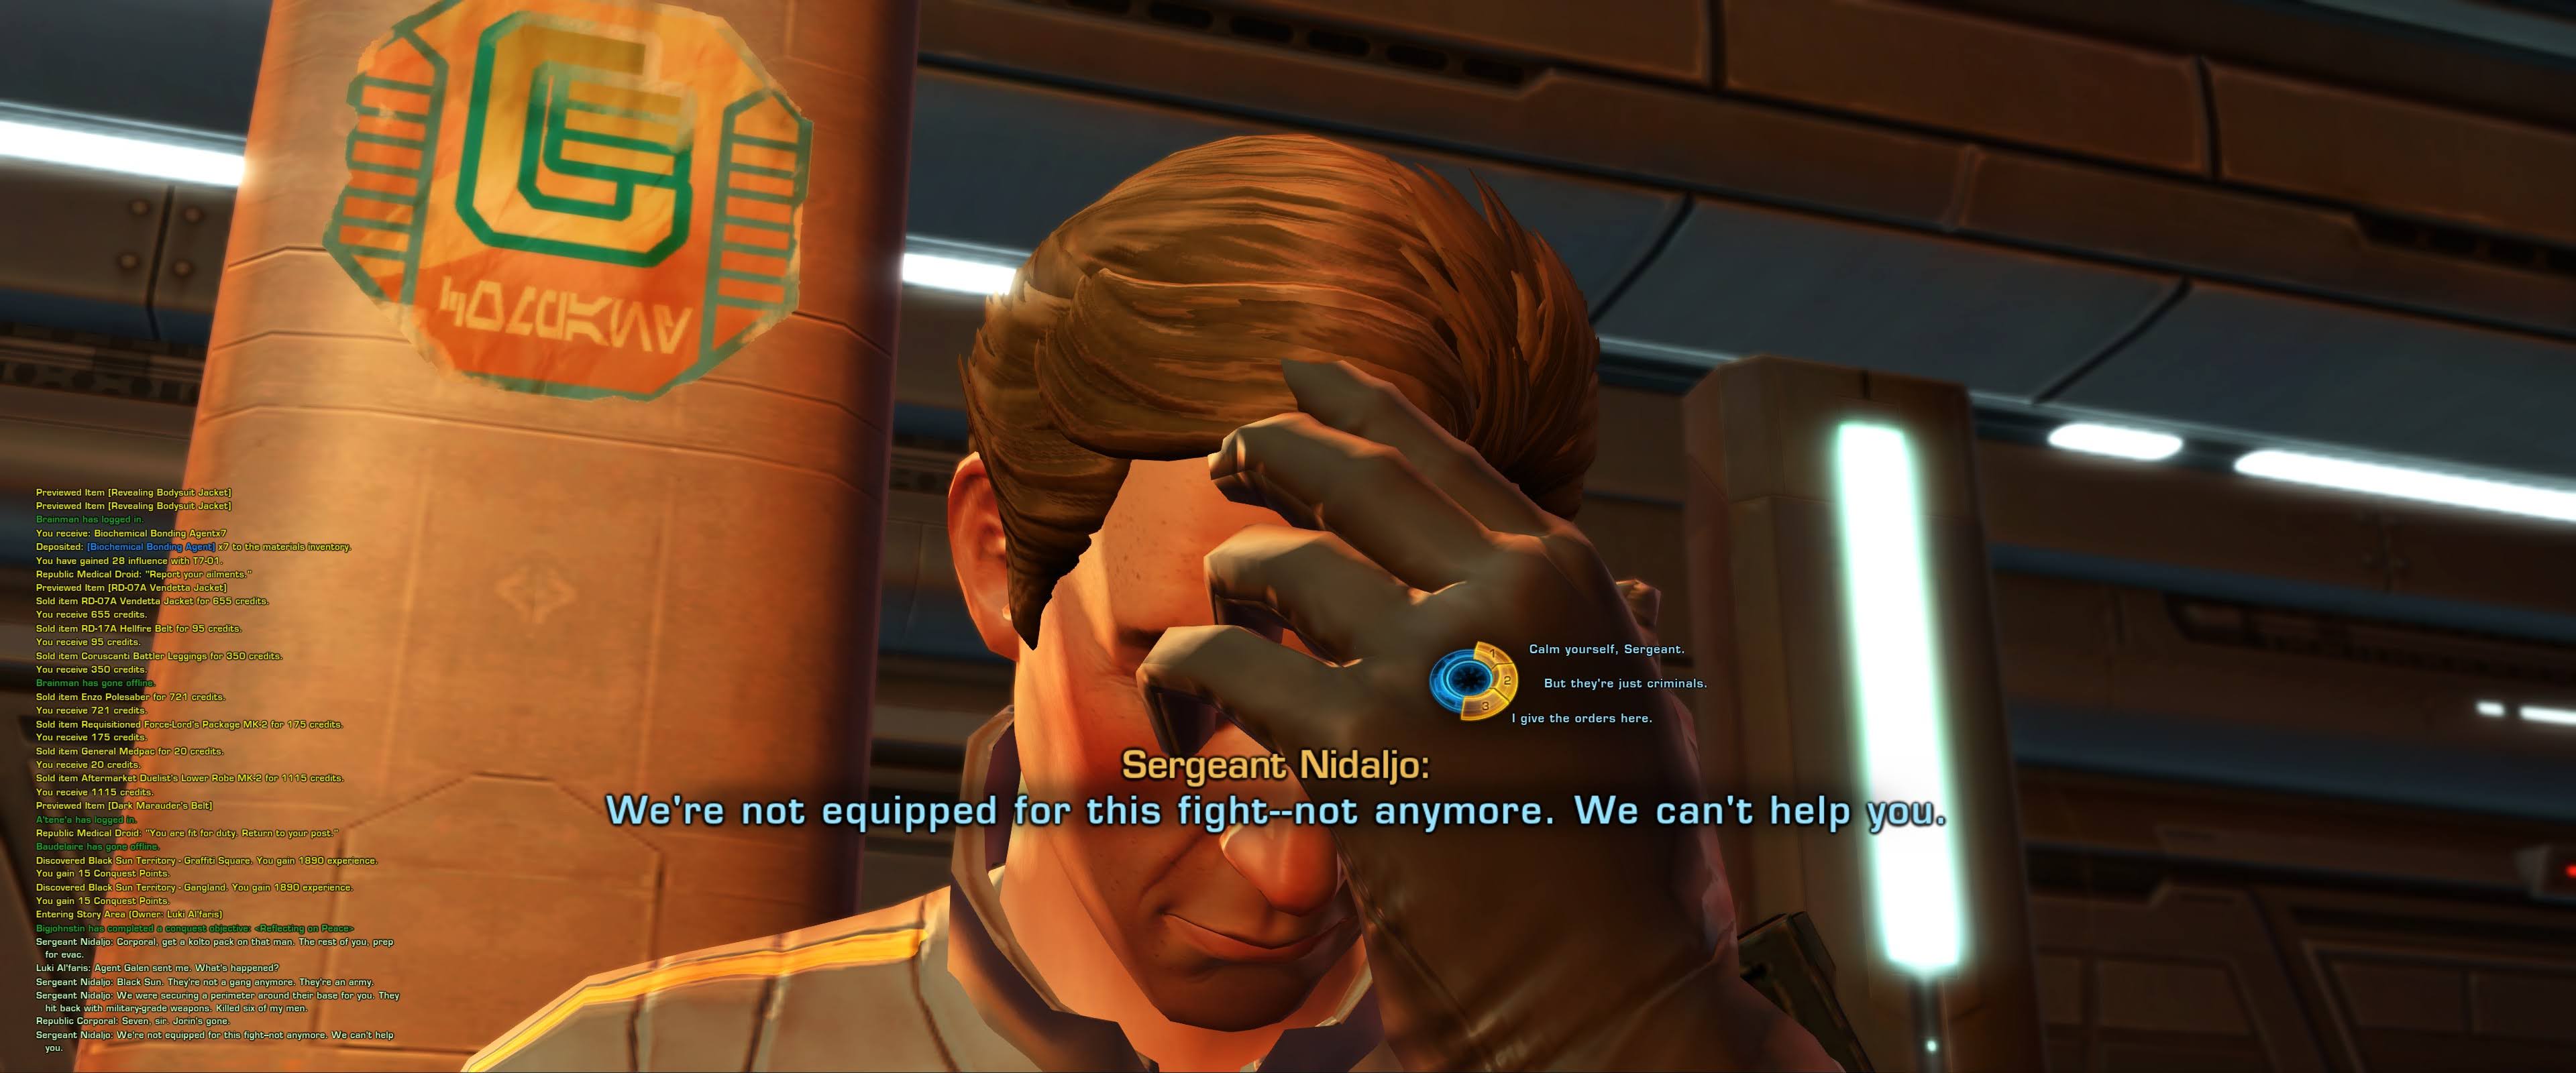 Previewed Item [Revealing Bodysuit Jacket]
Previewed Item [Revealing Bodysuit Jacket]
Brainman has logged in.
You receive: Biochemical Bonding Agentx7
Deposited: [Biochemical Bonding Agent] x7 to the materials inventory.
You have gained 28 influence with T7-01.
Republic Medical Droid: "Report your ailments."
Previewed Item [RD-07A Vendetta Jacket]
Sold item RD-07A Vendetta Jacket for 655 credits.
You receive 655 credits.
Sold item RD-17A Hellfire Belt for 95 credits.
You receive 95 credits.
Sold item Coruscanti Battler Leggings for 350 credits.
You receive 350 credits.
Brainman has gone offline.
Sold item Enzo Polesaber for 721 credits.
You receive 721 credits.
Sold item Requisitioned Force-Lord's Package MK-2 for 175 credits.
You receive 175 credits.
Sold item General Medpac for 20 credits.
You receive 20 credits.
Sold item Aftermarket Duelist's Lower Robe MK-2 for 1115 credits.
You receive 1115 credits.
Previewed Item [Dark Marauder's Belt]
A'tene'a has logged in.
Republic Medical Droid: "You are fit for duty. Return to your post."
Baudelaire has gone offline.
Discovered Black Sun Territory - Graffiti Square. You gain 1890 experience.
You gain 15 Conquest Points.
Discovered Black Sun Territory - Gangland. You gain 1890 experience.
You gain 15 Conquest Points.
Entering Story Area (Owner: Luki Al'faris)
Bigjohnstin has completed a conquest objective: <Reflecting on Peace>
Sergeant Nidaljo: Corporal, get a kolto pack on that man. The rest of you, prep
for evac.
Luki Al'faris: Agent Galen sent me. What's happened?
Sergeant Nidaljo: Black Sun. They're not a gang anymore. They're an army.
Sergeant Nidaljo: We were securing a perimeter around their base for you. They
hit back with military-grade weapons. Killed six of my men.
Republic Corporal: Seven, sir. Jorin's gone.
Sergeant Nidaljo: We're not equipped for this fight--not anymore. We can't help
you.
1 Calm yourself, Sergeant.
2 But they're just criminals.
3 I give the orders here.
Sergeant Nidaljo:
We're not equipped for this fight--not anymore. We can't help you.